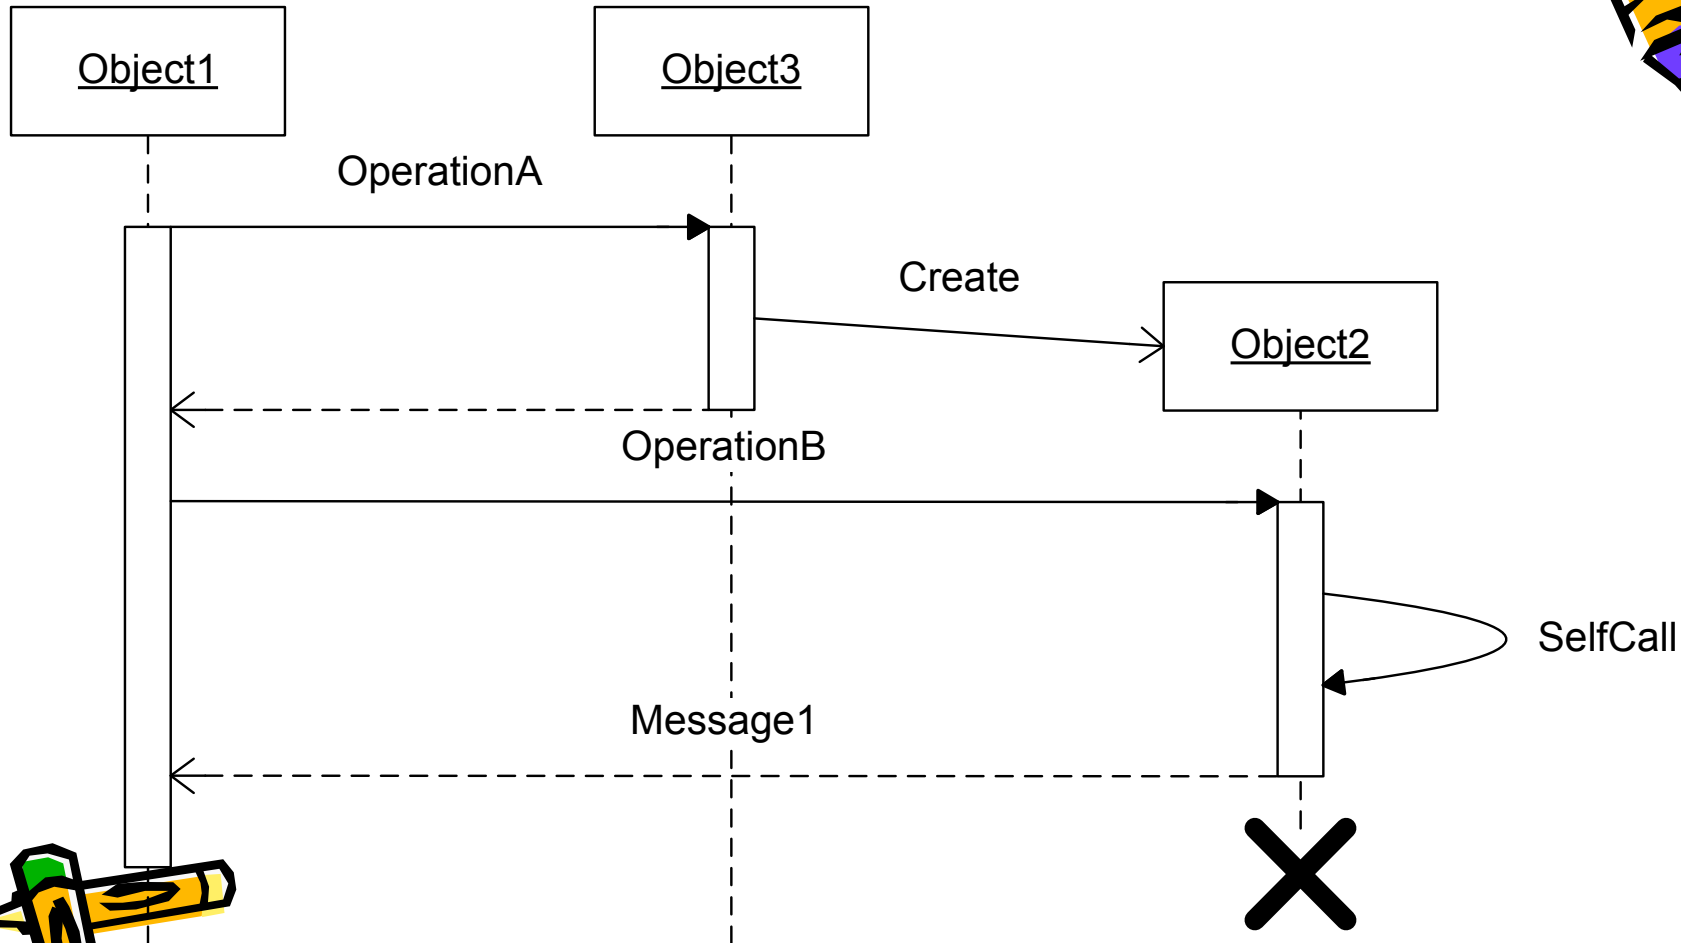 Object1
Object3
OperationA
Create
Object2
OperationB
SelfCall
Message1